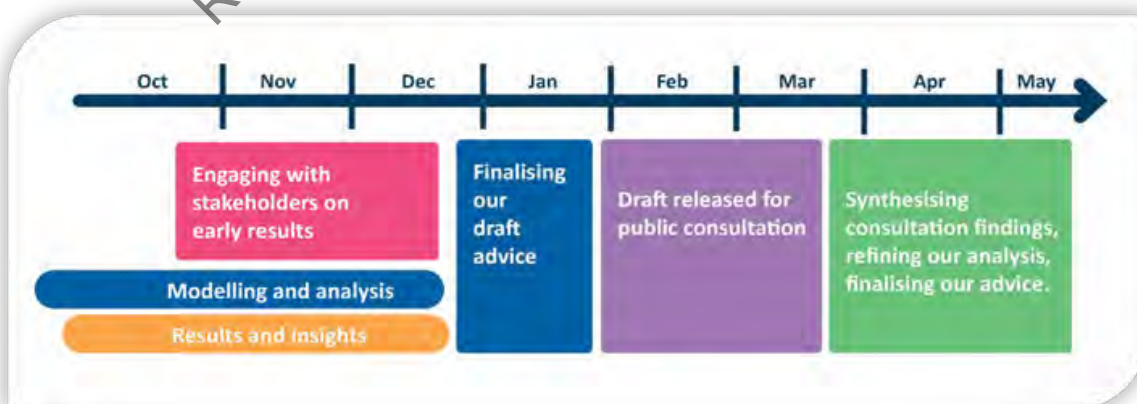 Oct Nov Dec Jan Feb Mar Apr May
Engaging with
stakeholders on
early results
Modelling and analysis
Results and insights
Finalising
our
draft
advice
Draft released for
public consultation
Synthesising
consultation findings,
refining our analysis,
finalising our advice.